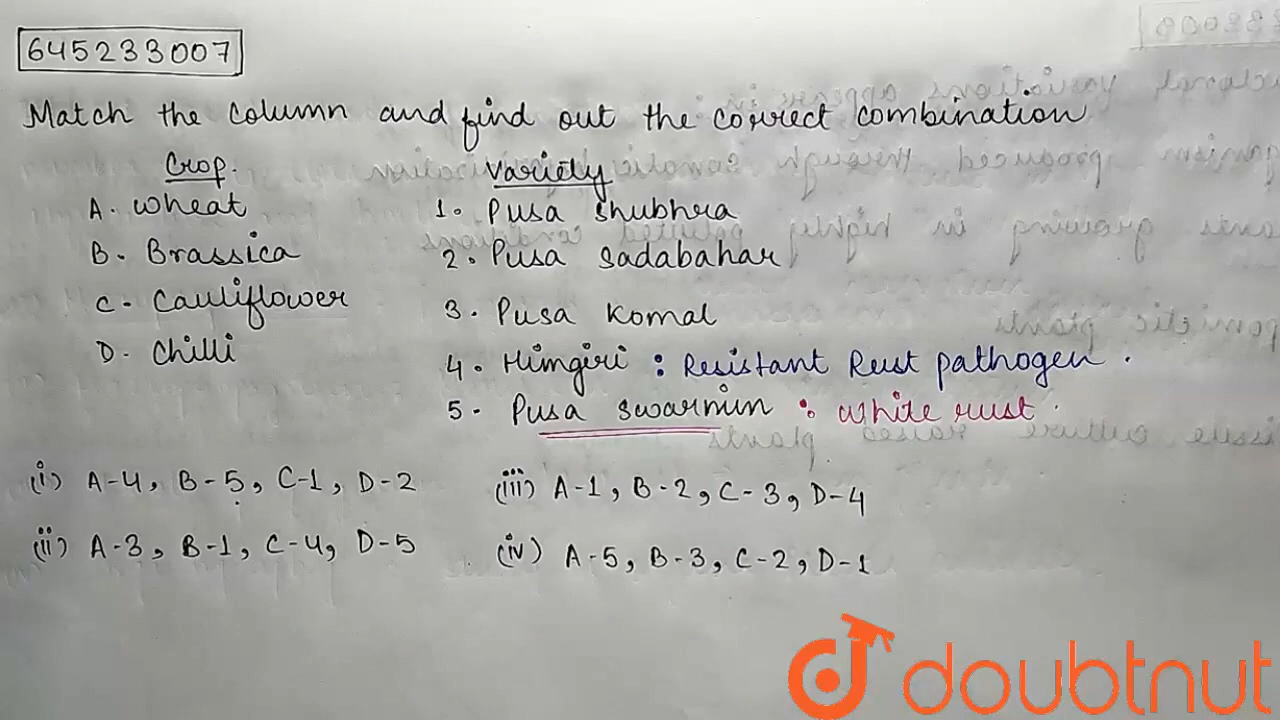 645233007
Match the column and find out the correct combination
Crop. Variety
A. Wheat 1. Pusa Shubhra
B. Brassica 2. Pusa Sadabahar
C. Cauliflower 3. Pusa Komal
D. Chilli 4. Himgiri : Resistant Rust pathogen.
5. Pusa Swarnim : White rust.
(i) A-4, B-5, C-1, D-2 (iii) A-1, B-2, C-3, D-4
(ii) A-3, B-1, C-4, D-5 (iv) A-5, B-3, C-2, D-1
doubtnut